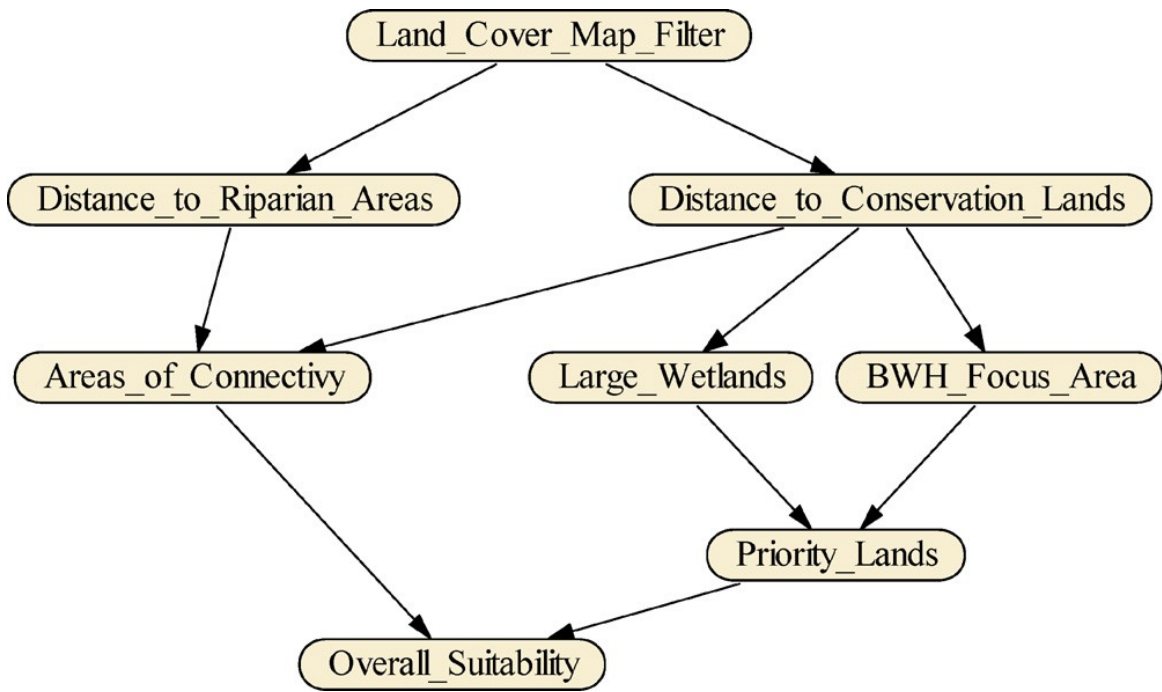 Land_Cover_Map_Filter
Distance_to_Riparian_Areas
Distance_to_Conservation_Lands
Areas_of_Connectivy
Large_Wetlands
BWH_Focus_Area
Priority_Lands
Overall_Suitability